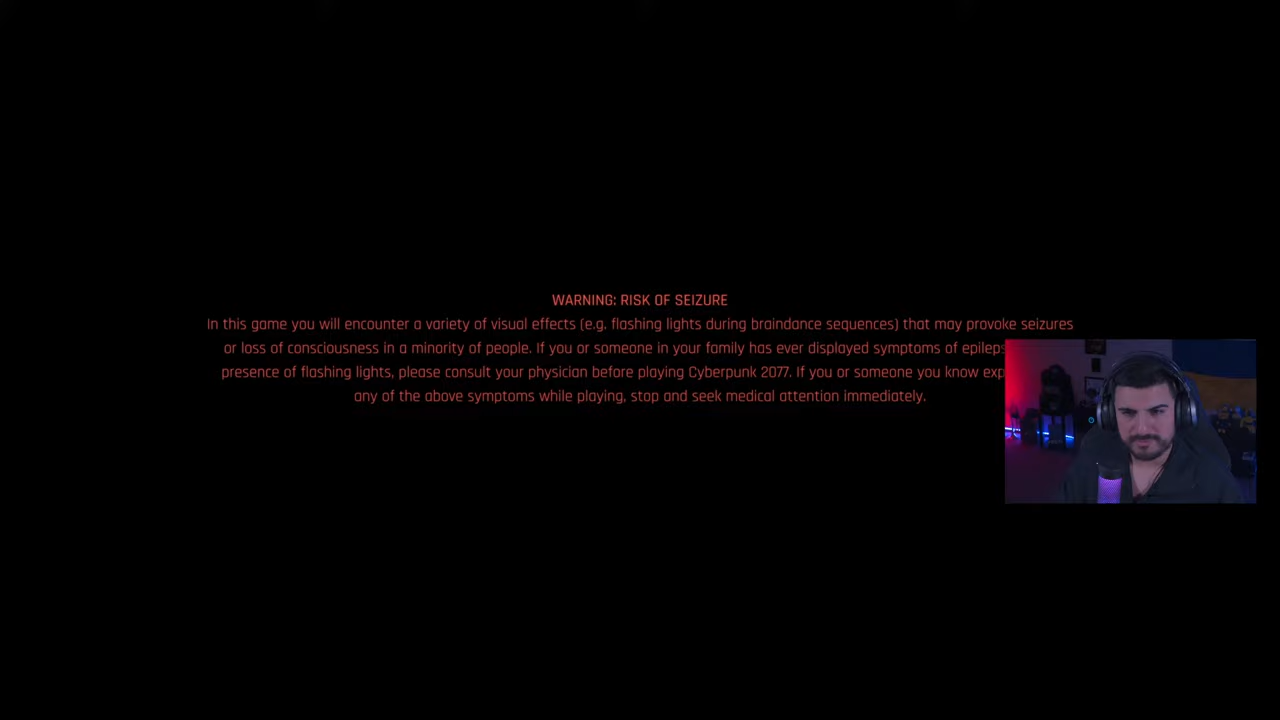 WARNING: RISK OF SEIZURE
In this game you will encounter a variety of visual effects (e.g. flashing lights during braindance sequences) that may provoke seizures
or loss of consciousness in a minority of people. If you or someone in your family has ever displayed symptoms of
presence of flashing lights, please consult your physician before playing Cyberpunk 2077. If you or someone you know
any of the above symptoms while playing, stop and seek medical attention immediately.